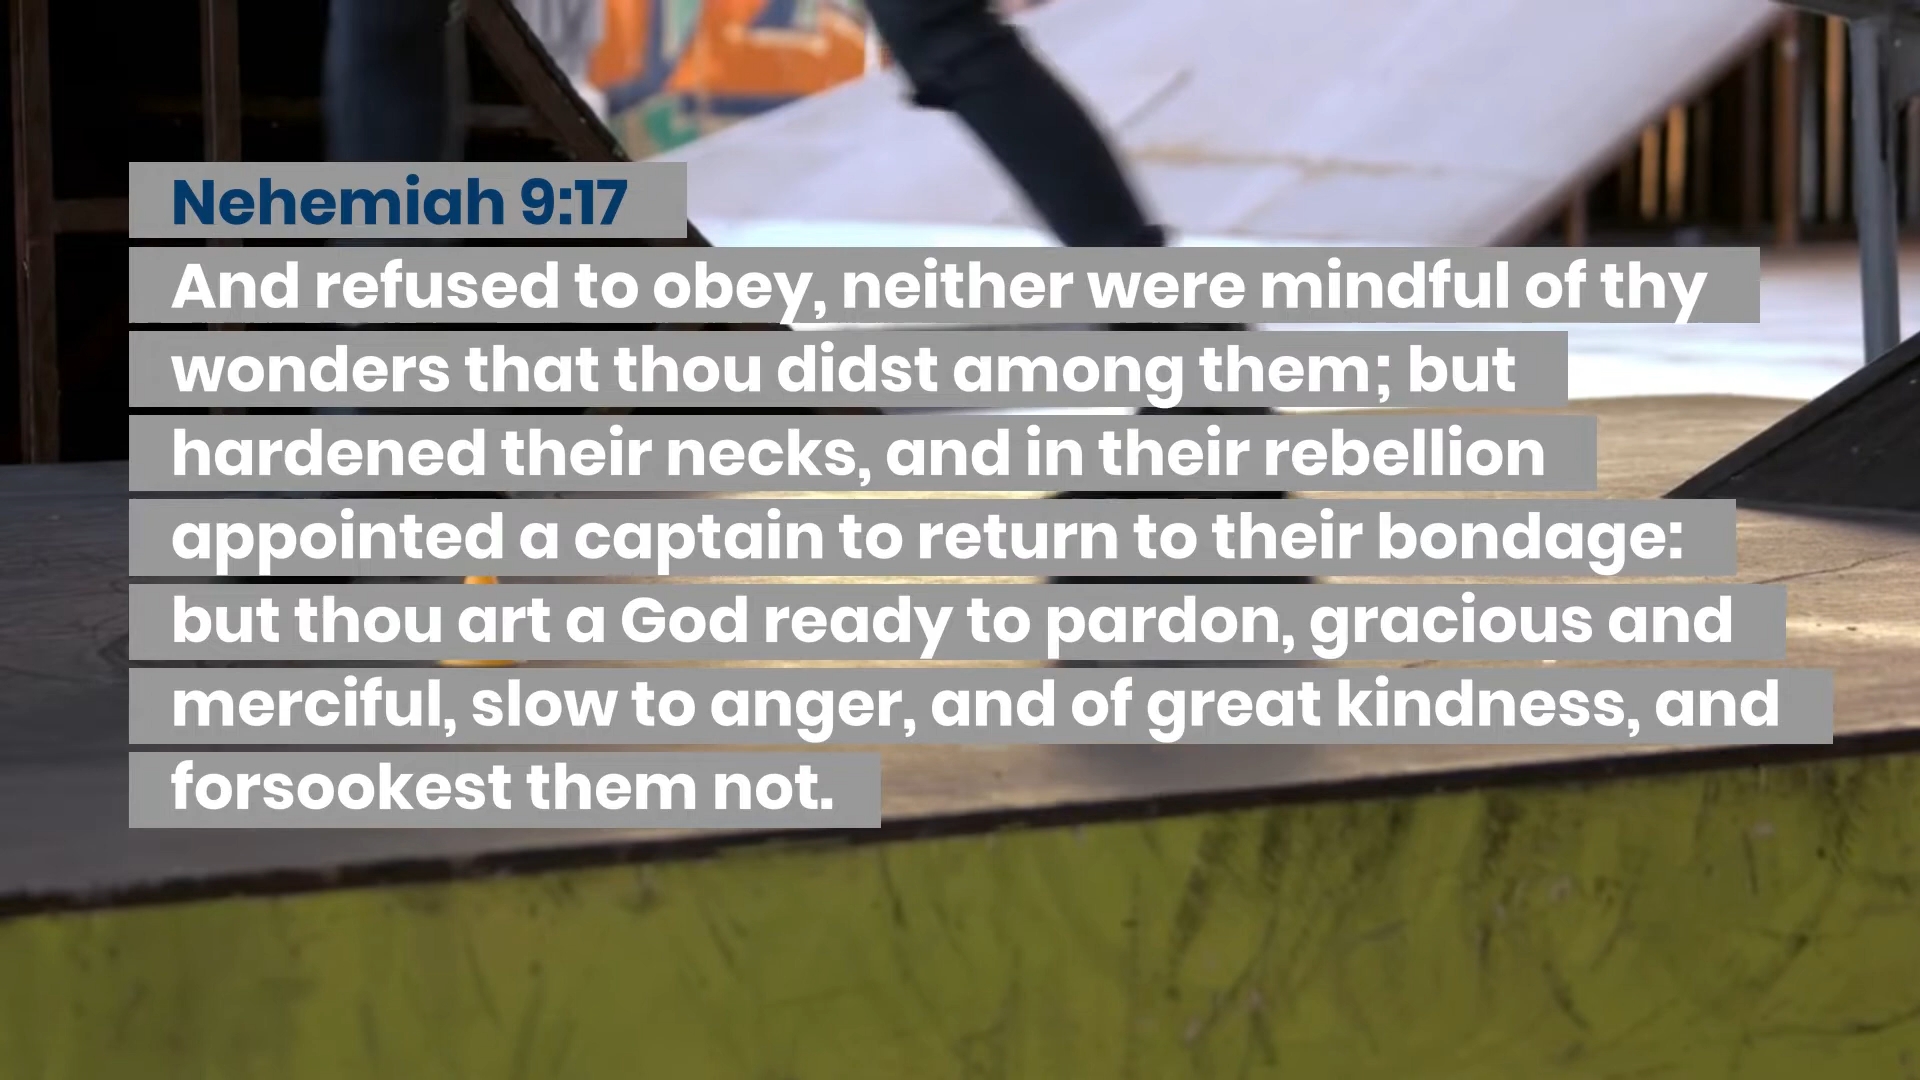 Nehemiah 9:17
And refused to obey, neither were mindful of thy
wonders that thou didst among them; but
hardened their necks, and in their rebellion
appointed a captain to return to their bondage:
but thou art a God ready to pardon, gracious and
merciful, slow to anger, and of great kindness, and
forsookest them not.